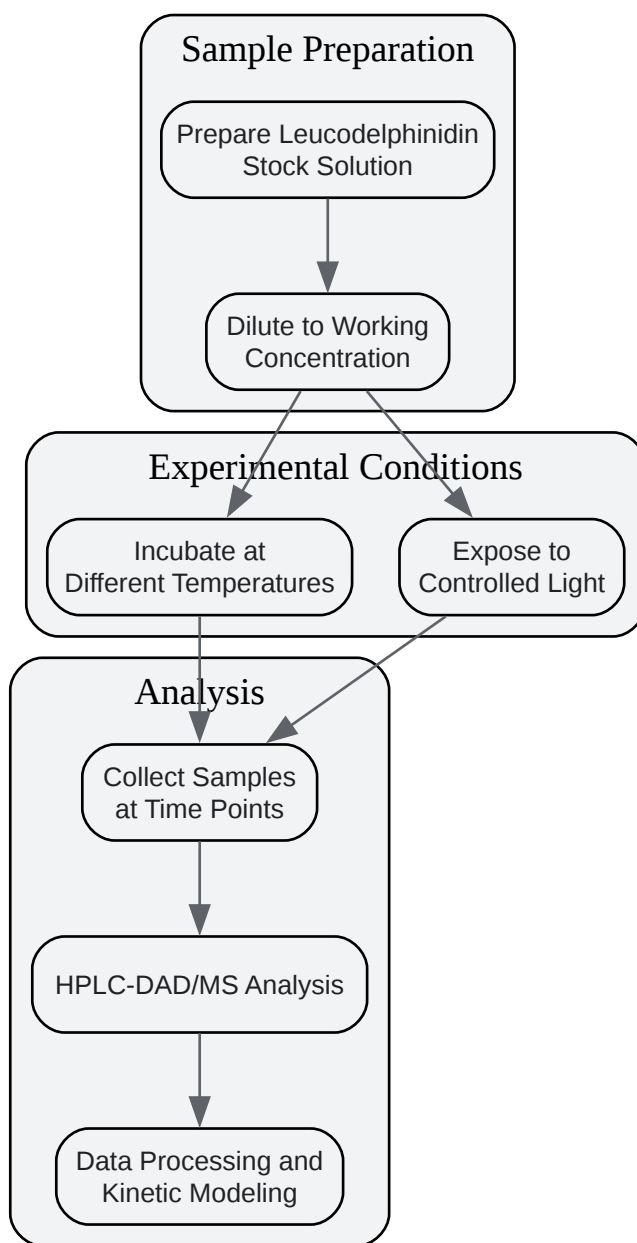 Sample Preparation
Prepare Leucodelphinidin
Stock Solution
Dilute to Working
Concentration
Experimental Conditions
Incubate at
Different Temperatures
Expose to
Controlled Light
Analysis
Collect Samples
at Time Points
HPLC-DAD/MS Analysis
Data Processing and
Kinetic Modeling